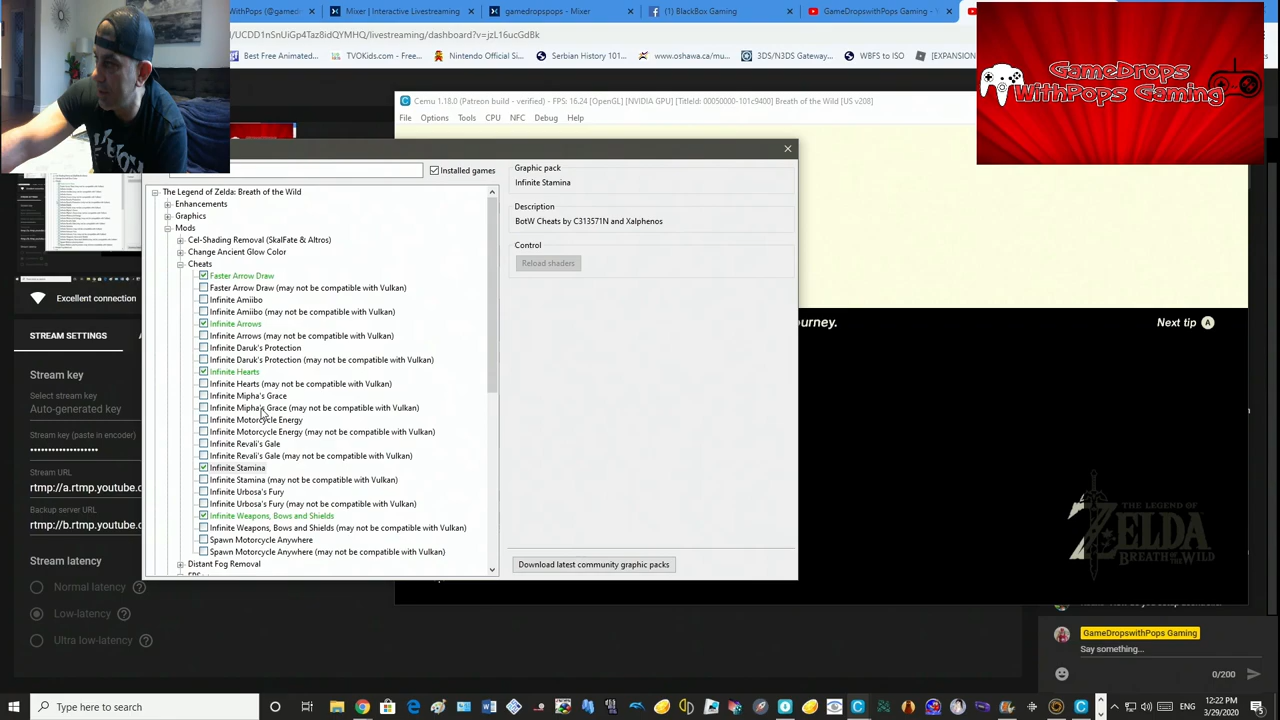 WithPops (@gamed
Mixer | Interactive Livestreami
gamedropswithpops - Mixer
(1) BlackBox Gaming
UCDD1nSnUiGp4Taz8idQYMHQ/livestreaming/dashboard?v=jzL16ucGdBk
Best Free Animated...
TVOKids.com - Free...
Nintendo Official Si...
Serbian History 101...
www.oshawa.ca/mu...
3DS/N3DS Gateway...
WBFS to ISO
[EXPANSION
GameDrops
WithPops Gaming
Cemu 1.18.0 (Patreon build - verified) - FPS: 16.24 [OpenGL] [NVIDIA GPU] [TitleId: 00050000-101c9400] Breath of the Wild [US v208]
File Options Tools CPU NFC Debug Help
Installed games
The Legend of Zelda: Breath of the Wild
Enhancements
Graphics
Mods
Cel-Shading Removal (SkalFate & Altros)
Change Ancient Glow Color
Cheats
Faster Arrow Draw
Faster Arrow Draw (may not be compatible with Vulkan)
Infinite Amiibo
Infinite Amiibo (may not be compatible with Vulkan)
Infinite Arrows
Infinite Arrows (may not be compatible with Vulkan)
Infinite Daruk's Protection
Infinite Daruk's Protection (may not be compatible with Vulkan)
Infinite Hearts
Infinite Hearts (may not be compatible with Vulkan)
Infinite Mipha's Grace
Infinite Mipha's Grace (may not be compatible with Vulkan)
Infinite Motorcycle Energy
Infinite Motorcycle Energy (may not be compatible with Vulkan)
Infinite Revali's Gale
Infinite Revali's Gale (may not be compatible with Vulkan)
Infinite Stamina
Infinite Stamina (may not be compatible with Vulkan)
Infinite Urbosa's Fury
Infinite Urbosa's Fury (may not be compatible with Vulkan)
Infinite Weapons, Bows and Shields
Infinite Weapons, Bows and Shields (may not be compatible with Vulkan)
Spawn Motorcycle Anywhere
Spawn Motorcycle Anywhere (may not be compatible with Vulkan)
Distant Fog Removal
Graphic pack
Infinite Stamina
Description
BotW Cheats by C313571N and Xalphenos
Control
Reload shaders
Download latest community graphic packs
Excellent connection
STREAM SETTINGS
Stream key
Select stream key
Auto-generated key
Stream key (paste in encoder)
Stream URL
rtmp://a.rtmp.youtube.c
Backup server URL
rtmp://b.rtmp.youtube.c
Stream latency
Normal latency
Low-latency
Ultra low-latency
ourney.
Next tip A
THE LEGEND OF
ZELDA
BREATH OF THE WILD
GameDropswithPops Gaming
Say something...
0/200
Type here to search
ENG
12:22 PM
3/29/2020